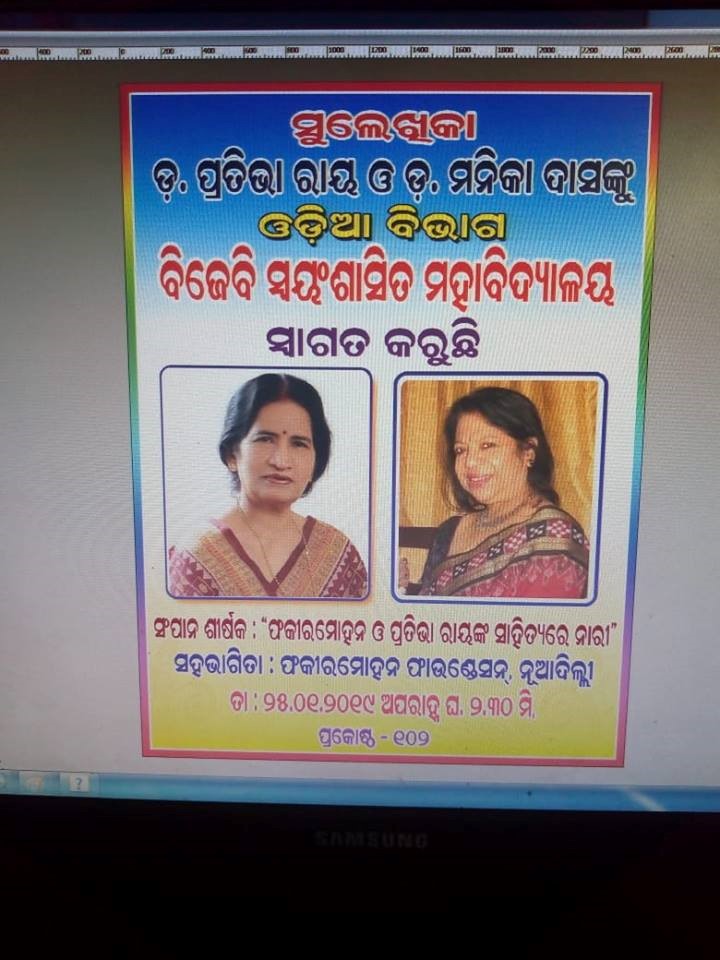 ସୁଲେଖିକା
ଡ଼. ପ୍ରତିଭା ରାୟ ଓ ଡ଼. ମନିକା ଦାସଙ୍କୁ
ଓଡ଼ିଆ ବିଭାଗ
ବିଜେବି ସ୍ୱୟଂଶାସିତ ମହାବିଦ୍ୟାଳୟ
ସ୍ୱାଗତ କରୁଛି
ସଂପାନ ଶୀର୍ଷକ : "ଫକୀରମୋହନ ଓ ପ୍ରତିଭା ରାୟଙ୍କ ସାହିତ୍ୟରେ ନାରୀ"
ସହଭାଗିତା : ଫକୀରମୋହନ ଫାଉଣ୍ଡେସନ୍, ନୂଆଦିଲ୍ଲୀ
ତା : ୨୫.୦୧.୨୦୧୯ ଅପରାହ୍ନ ଘ. ୨.୩୦ ମି.
ପ୍ରକୋଷ୍ଠ - ୧୦୨
SAMSUNG